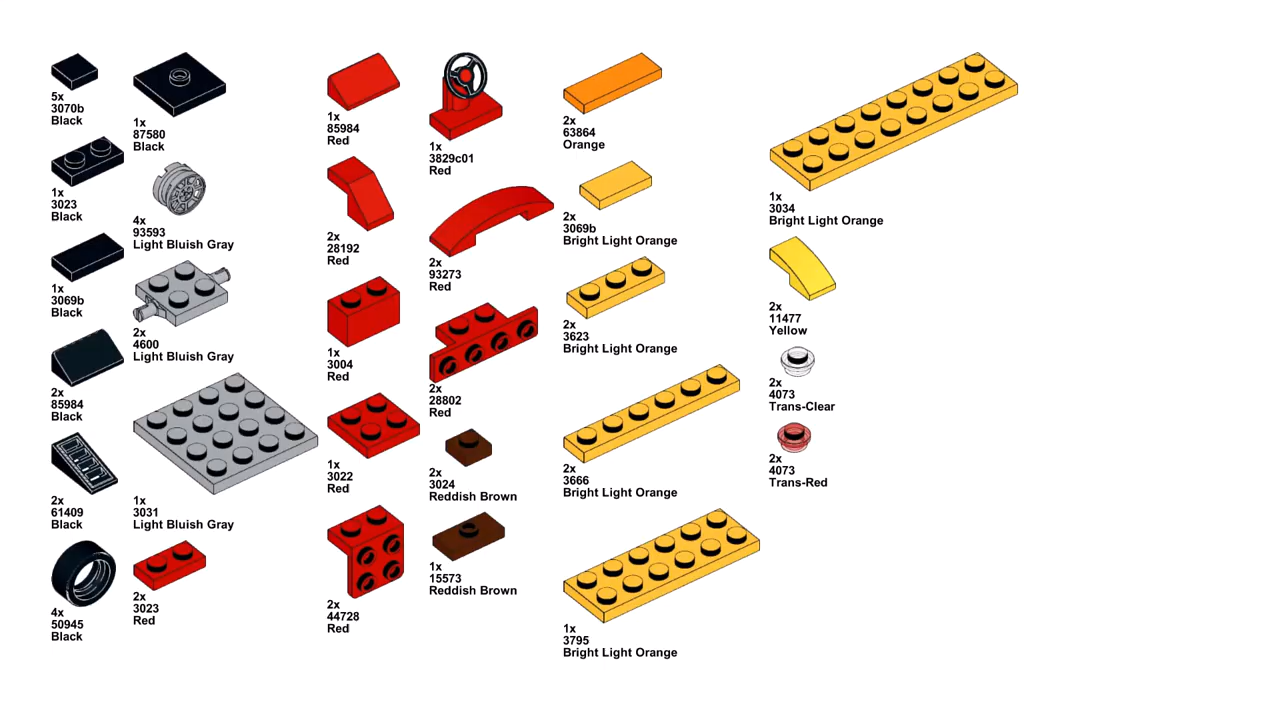 5x
3070b
Black
1x
3023
Black
1x
3069b
Black
2x
85984
Black
2x
61409
Black
4x
50945
Black
1x
87580
Black
4x
93593
Light Bluish Gray
2x
4600
Light Bluish Gray
1x
3031
Light Bluish Gray
2x
3023
Red
1x
85984
Red
2x
28192
Red
1x
3004
Red
1x
3022
Red
2x
44728
Red
1x
3829c01
Red
2x
93273
Red
2x
28802
Red
2x
3024
Reddish Brown
1x
15573
Reddish Brown
2x
63864
Orange
2x
3069b
Bright Light Orange
2x
3623
Bright Light Orange
2x
3666
Bright Light Orange
1x
3795
Bright Light Orange
1x
3034
Bright Light Orange
2x
11477
Yellow
2x
4073
Trans-Clear
2x
4073
Trans-Red